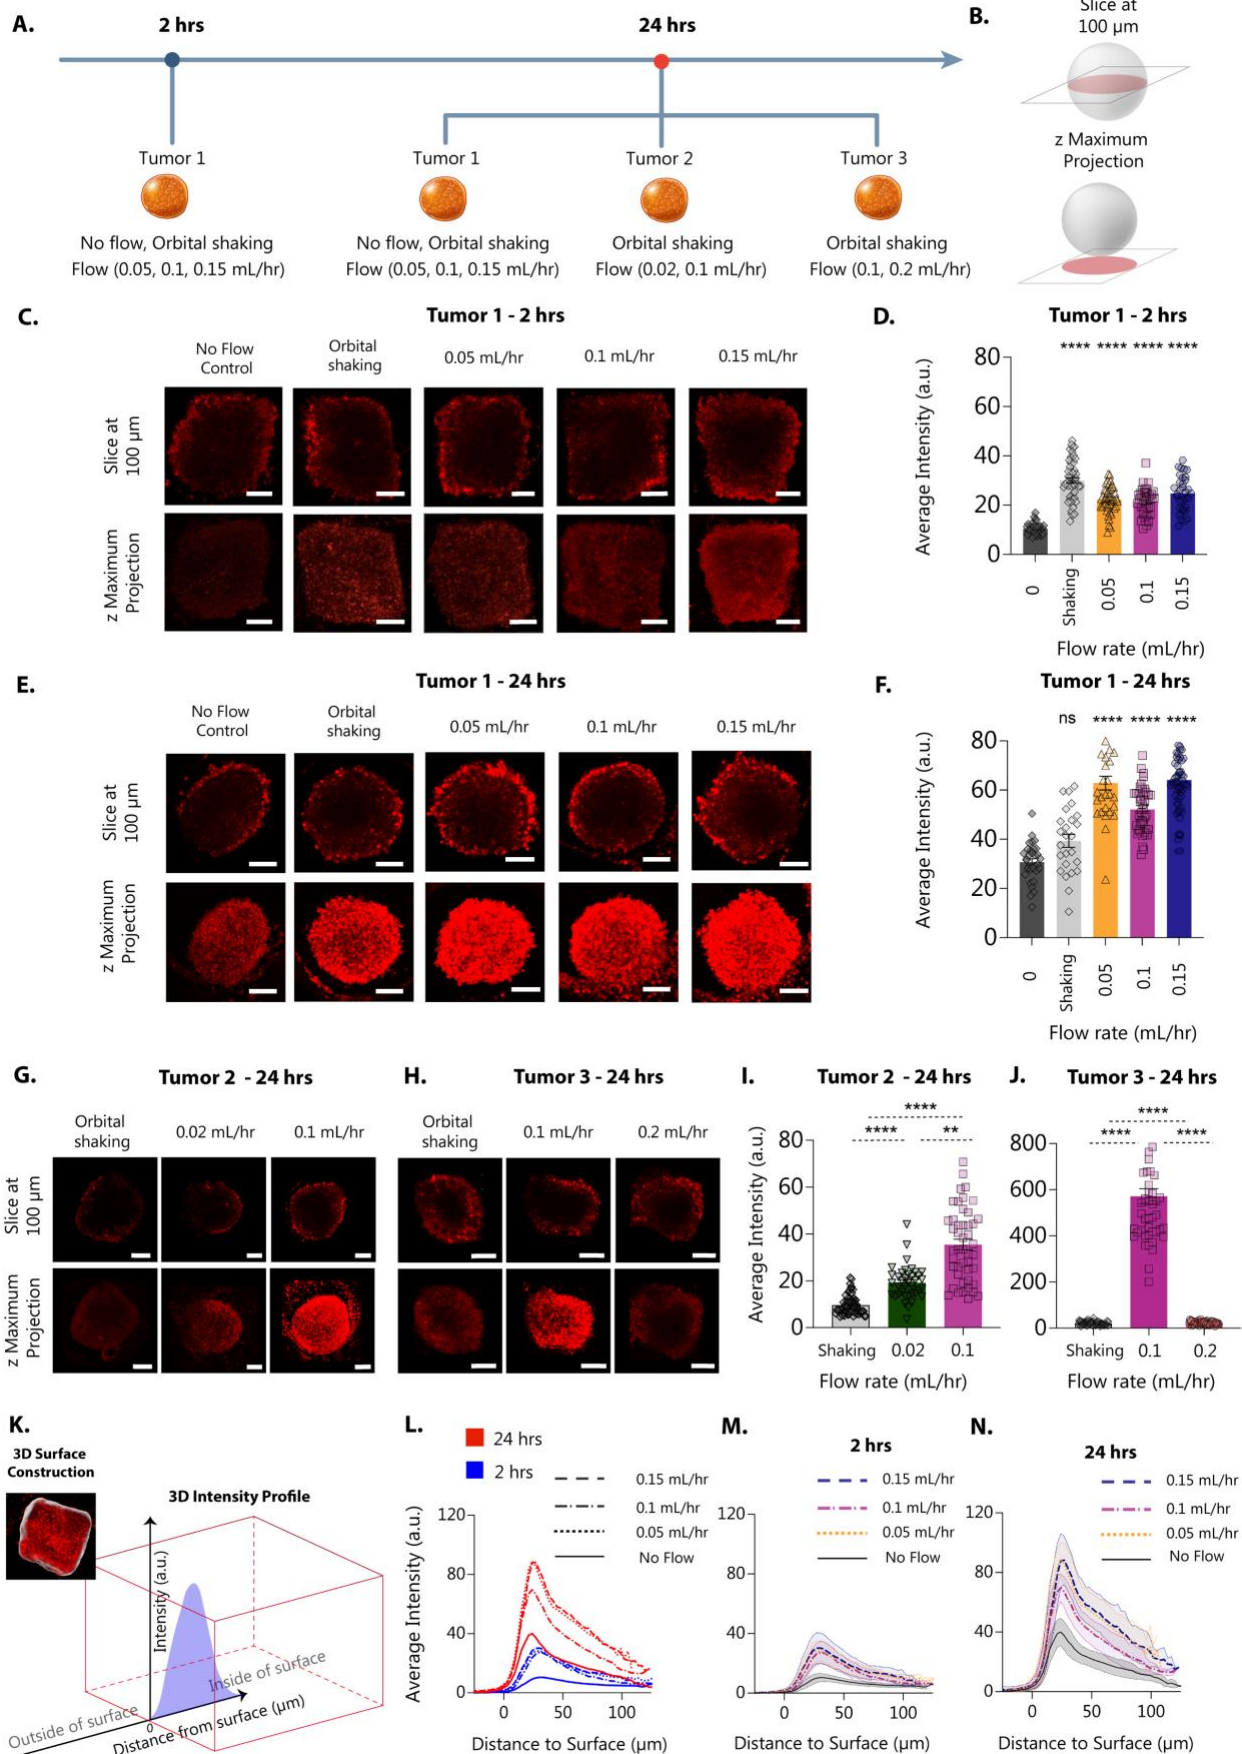 A.
2 hrs
24 hrs
Tumor 1
No flow, Orbital shaking
Flow (0.05, 0.1, 0.15 mL/hr)
Tumor 1
No flow, Orbital shaking
Flow (0.05, 0.1, 0.15 mL/hr)
Tumor 2
Orbital shaking
Flow (0.02, 0.1 mL/hr)
Tumor 3
Orbital shaking
Flow (0.1, 0.2 mL/hr)
B.
Slice at
100 µm
z Maximum
Projection
C.
Tumor 1 - 2 hrs
No Flow
Control
Orbital
shaking
0.05 mL/hr
0.1 mL/hr
0.15 mL/hr
Slice at
100 µm
z Maximum
Projection
D.
Tumor 1 - 2 hrs
**** **** **** ****
Average Intensity (a.u.)
80
60
40
20
0
0
Shaking
0.05
0.1
0.15
Flow rate (mL/hr)
E.
Tumor 1 - 24 hrs
No Flow
Control
Orbital
shaking
0.05 mL/hr
0.1 mL/hr
0.15 mL/hr
Slice at
100 µm
z Maximum
Projection
F.
Tumor 1 - 24 hrs
ns **** **** ****
Average Intensity (a.u.)
80
60
40
20
0
0
Shaking
0.05
0.1
0.15
Flow rate (mL/hr)
G.
Tumor 2 - 24 hrs
Orbital
shaking
0.02 mL/hr
0.1 mL/hr
Slice at
100 µm
z Maximum
Projection
H.
Tumor 3 - 24 hrs
Orbital
shaking
0.1 mL/hr
0.2 mL/hr
I.
Tumor 2 - 24 hrs
****
**** **
Average Intensity (a.u.)
80
60
40
20
0
Shaking 0.02 0.1
Flow rate (mL/hr)
J.
Tumor 3 - 24 hrs
****
**** ****
800
600
400
200
0
Shaking 0.1 0.2
Flow rate (mL/hr)
K.
3D Surface
Construction
3D Intensity Profile
Intensity (a.u.)
Inside of surface
Outside of surface
0
Distance from surface (µm)
L.
24 hrs
2 hrs
0.15 mL/hr
0.1 mL/hr
0.05 mL/hr
No Flow
Average Intensity (a.u.)
120
80
40
0
0 50 100
Distance to Surface (µm)
M.
2 hrs
0.15 mL/hr
0.1 mL/hr
0.05 mL/hr
No Flow
120
80
40
0
0 50 100
Distance to Surface (µm)
N.
24 hrs
0.15 mL/hr
0.1 mL/hr
0.05 mL/hr
No Flow
120
80
40
0
0 50 100
Distance to Surface (µm)